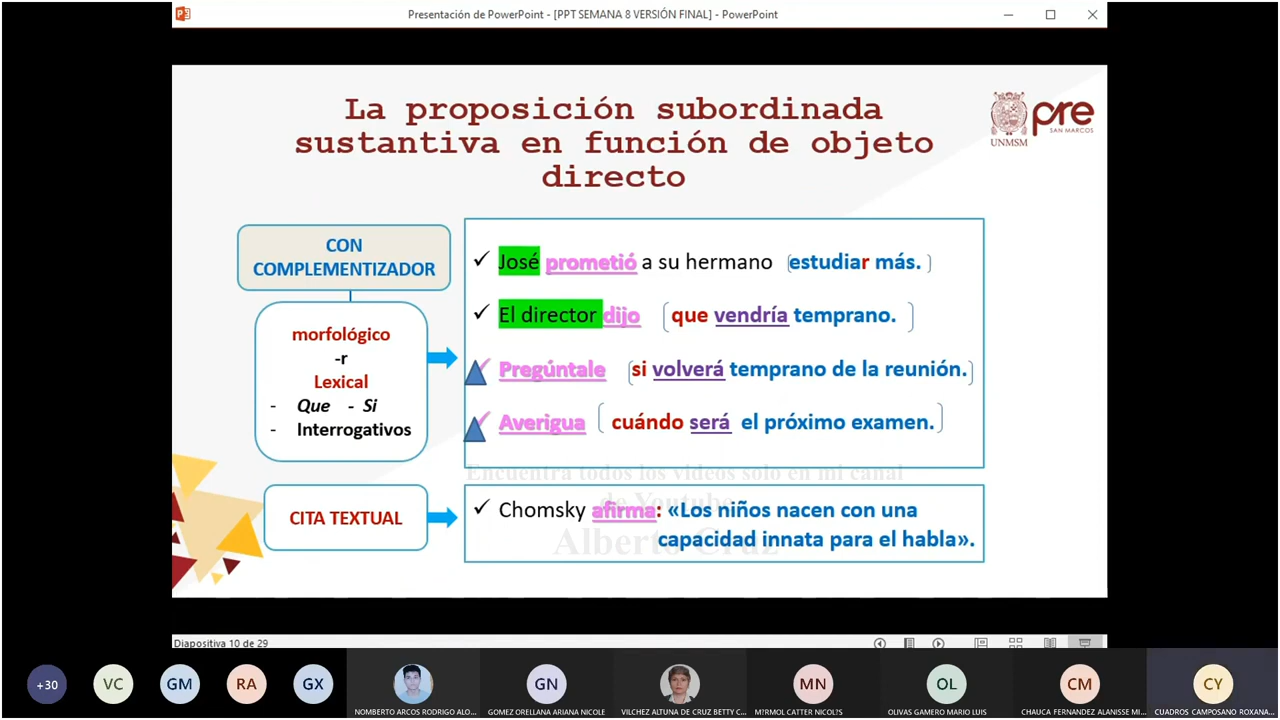 Presentación de PowerPoint - [PPT SEMANA 8 VERSIÓN FINAL] - PowerPoint
La proposición subordinada
sustantiva en función de objeto
directo
UNMSM
pre
SAN MARCOS
CON
COMPLEMENTIZADOR
morfológico
-r
Lexical
- Que - Si
- Interrogativos
José prometió a su hermano estudiar más.
El director dijo que vendría temprano.
Pregúntale si volverá temprano de la reunión.
Averigua cuándo será el próximo examen.
Encuentra todos los videos solo en mi canal
de Youtube
Alberto Cruz
CITA TEXTUAL
Chomsky afirma: «Los niños nacen con una
capacidad innata para el habla».
Diapositiva 10 de 29
+30
VC
GM
RA
GX
GN
MN
OL
CM
CY
NOMBERTO ARCOS RODRIGO ALO...
GOMEZ ORELLANA ARIANA NICOLE
VILCHEZ ALTUNA DE CRUZ BETTY C...
M?RMOL CATTER NICOL?S
OLIVAS GAMERO MARIO LUIS
CHAUCA FERNANDEZ ALANISSE MI...
CUADROS CAMPOSANO ROXANA...